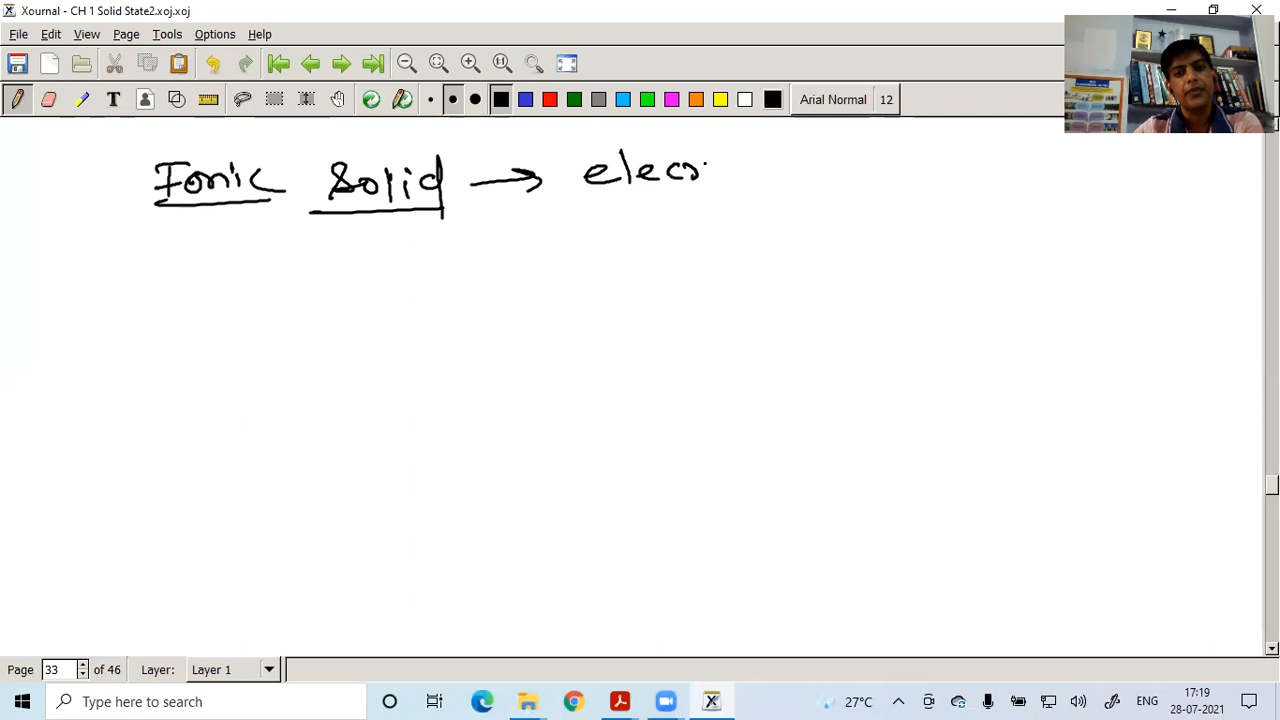 Xournal - CH 1 Solid State2.xoj.xoj
File Edit View Page Tools Options Help
Arial Normal 12
Ionic Solid → elec
Page 33 of 46 Layer: Layer 1
Type here to search
27°C ENG 17:19
28-07-2021